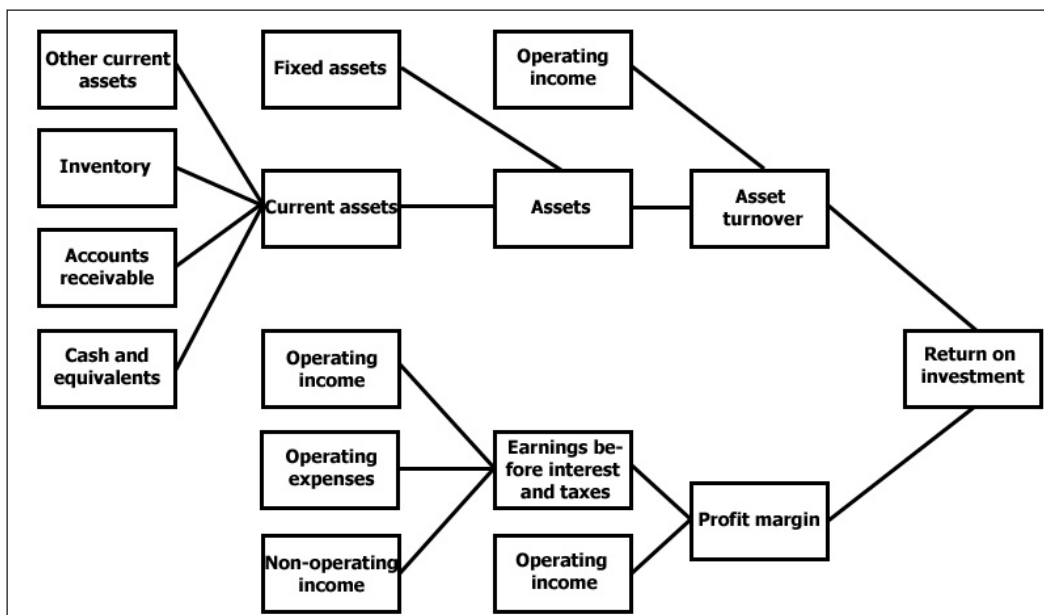 Other current
assets
Fixed assets
Operating
income
Inventory
Current assets
Assets
Asset
turnover
Accounts
receivable
Cash and
equivalents
Operating
income
Return on
investment
Operating
expenses
Earnings be-
fore interest
and taxes
Profit margin
Non-operating
income
Operating
income